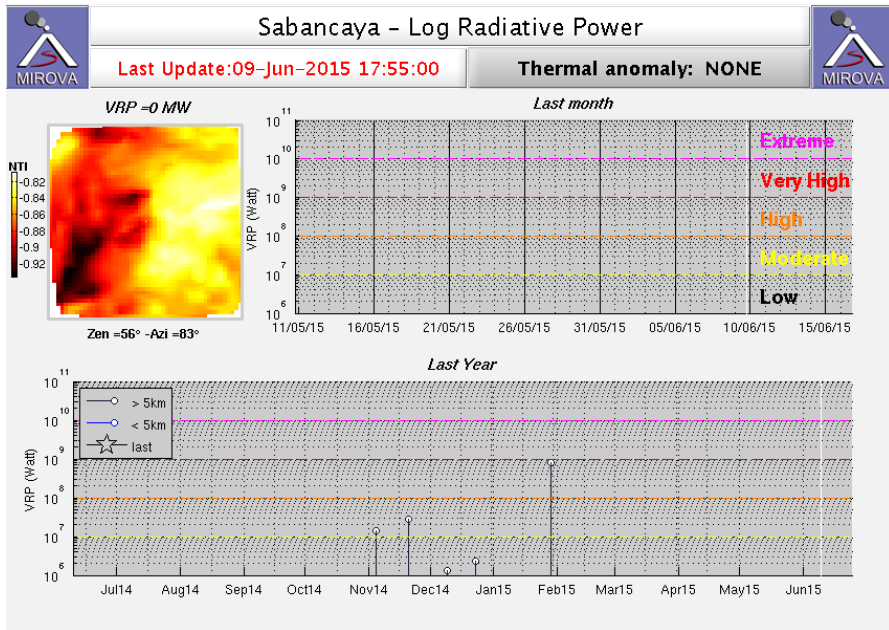 NTI
MIROVA
Sabancaya – Log Radiative Power
Last Update:09–Jun–2015 17:55:00
Thermal anomaly: NONE
NTI
MIROVA
VRP =0 MW
NTI
-0.82
-0.84
-0.86
-0.88
-0.9
-0.92
Zen =56° -Azi =83°
Last month
VRP (Watt)
10 11
10 10
10 9
10 8
10 7
10 6
Extreme
Very High
High
Moderate
Low
11/05/15 16/05/15 21/05/15 26/05/15 31/05/15 05/06/15 10/06/15 15/06/15
Last Year
VRP (Watt)
10 11
10 10
10 9
10 8
10 7
10 6
> 5km
< 5km
last
Jul14 Aug14 Sep14 Oct14 Nov14 Dec14 Jan15 Feb15 Mar15 Apr15 May15 Jun15